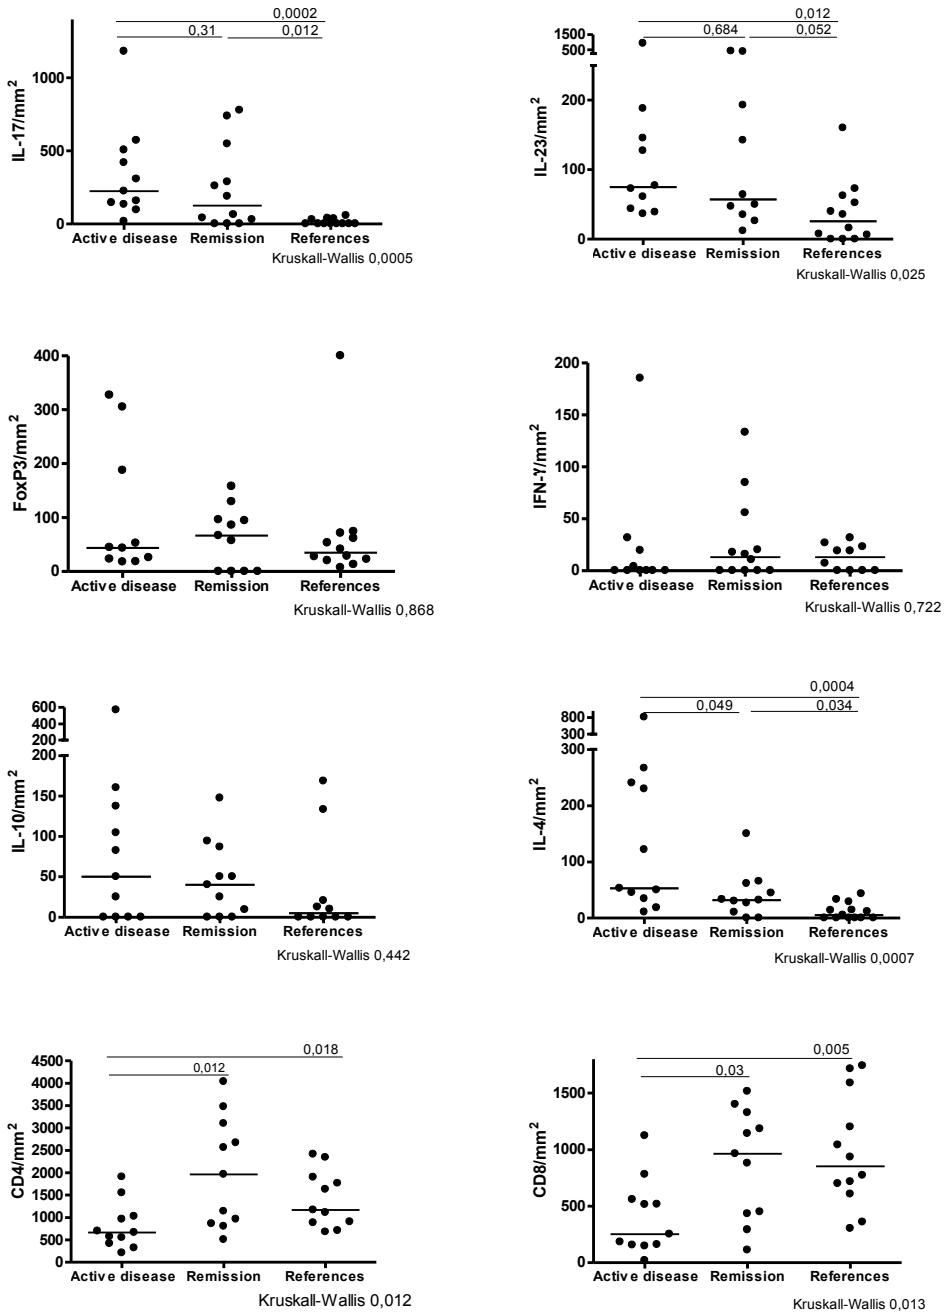 0,0002
0,31 0,012
IL-17/mm2
1000
500
0
Active disease Remission References
Kruskall-Wallis 0,0005
0,012
0,684 0,052
IL-23/mm2
1500
500
200
100
0
Active disease Remission References
Kruskall-Wallis 0,025
FoxP3/mm2
400
300
200
100
0
Active disease Remission References
Kruskall-Wallis 0,868
IFN-γ/mm2
200
150
100
50
0
Active disease Remission References
Kruskall-Wallis 0,722
IL-10/mm2
600
400
200
200
150
100
50
0
Active disease Remission References
Kruskall-Wallis 0,442
0,0004
0,049 0,034
IL-4/mm2
800
300
300
200
100
0
Active disease Remission References
Kruskall-Wallis 0,0007
0,018
0,012
CD4/mm2
4500
4000
3500
3000
2500
2000
1500
1000
500
0
Active disease Remission References
Kruskall-Wallis 0,012
0,005
0,03
CD8/mm2
1500
1000
500
0
Active disease Remission References
Kruskall-Wallis 0,013